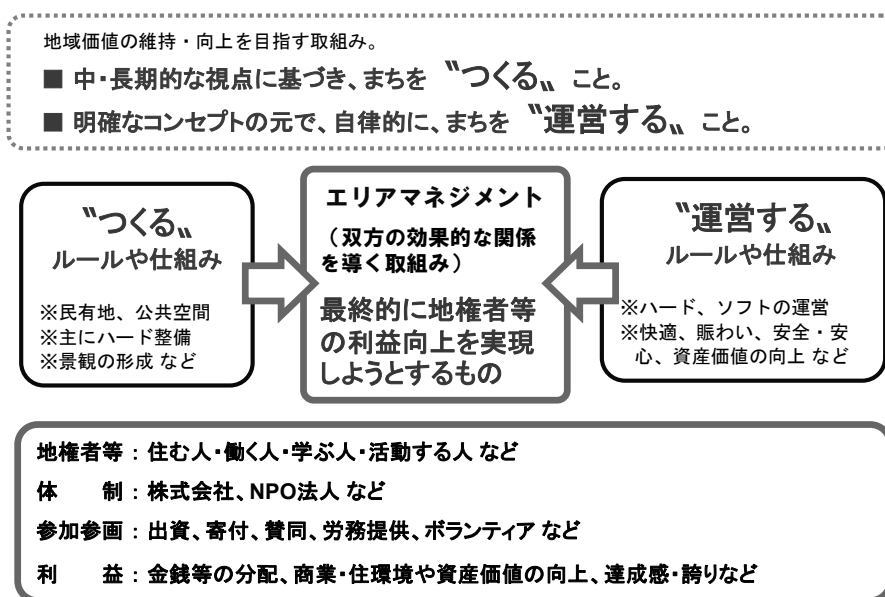 地域価値の維持・向上を目指す取組み。
■ 中・長期的な視点に基づき、まちを 〝つくる〟 こと。
■ 明確なコンセプトの元で、自律的に、まちを 〝運営する〟 こと。
〝つくる〟
ルールや仕組み
※民有地、公共空間
※主にハード整備
※景観の形成 など
エリアマネジメント
（双方の効果的な関係
を導く取組み）
最終的に地権者等
の利益向上を実現
しようとするもの
〝運営する〟
ルールや仕組み
※ハード、ソフトの運営
※快適、賑わい、安全・安
心、資産価値の向上 など
地権者等：住む人・働く人・学ぶ人・活動する人 など
体　　制：株式会社、NPO法人 など
参加参画：出資、寄付、賛同、労務提供、ボランティア など
利　　益：金銭等の分配、商業・住環境や資産価値の向上、達成感・誇りなど